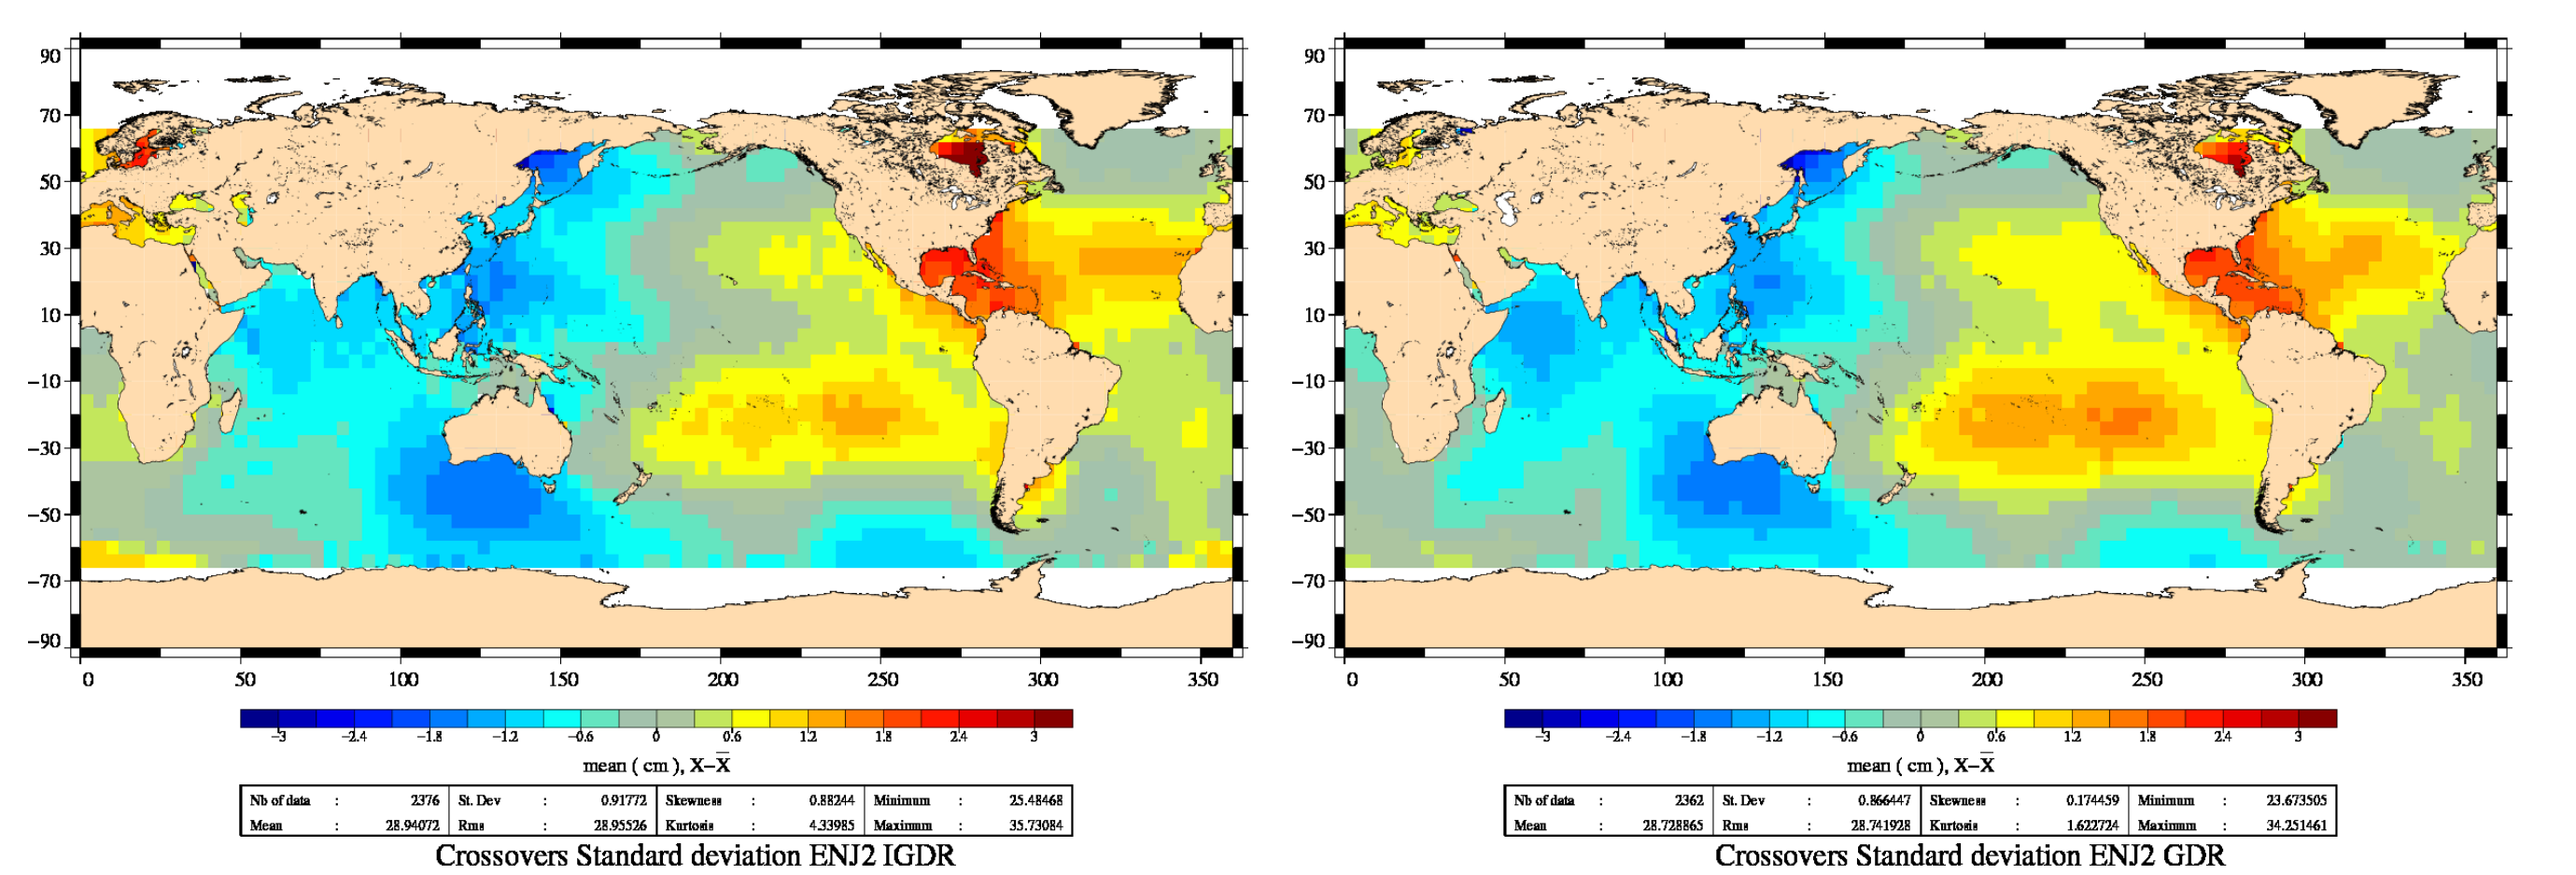 90
70
50
30
10
−10
−30
−50
−70
−90
0 50 100 150 200 250 300 350
−3 −2.4 −1.8 −1.2 −0.6 0 0.6 1.2 1.8 2.4 3
mean ( cm ), X−X̅
Nb of data : 2376 St. Dev : 0.91772 Skewness : 0.88244 Minimum : 25.48468
Mean : 28.94072 Rms : 28.95526 Kurtosis : 4.33985 Maximum : 35.73084
Crossovers Standard deviation ENJ2 IGDR
90
70
50
30
10
−10
−30
−50
−70
−90
0 50 100 150 200 250 300 350
−3 −2.4 −1.8 −1.2 −0.6 0 0.6 1.2 1.8 2.4 3
mean ( cm ), X−X̅
Nb of data : 2362 St. Dev : 0.866447 Skewness : 0.174459 Minimum : 23.673505
Mean : 28.728865 Rms : 28.741928 Kurtosis : 1.622724 Maximum : 34.251461
Crossovers Standard deviation ENJ2 GDR